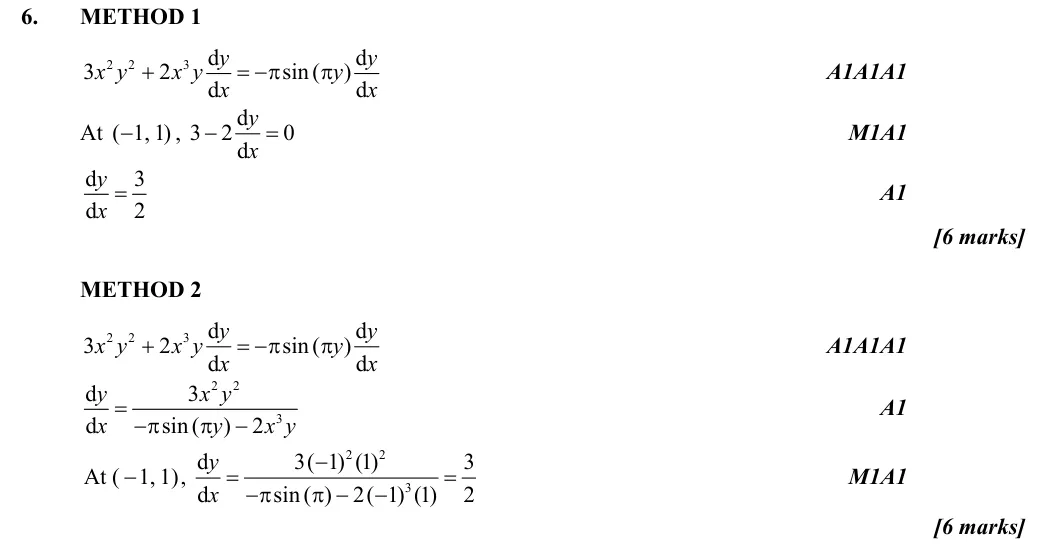 6. METHOD 1
3x²y² + 2x³y dy/dx = −π sin (πy) dy/dx A1A1A1
At (−1, 1) , 3 − 2 dy/dx = 0 M1A1
dy/dx = 3/2 A1
[6 marks]
METHOD 2
3x²y² + 2x³y dy/dx = −π sin (πy) dy/dx A1A1A1
dy/dx = 3x²y² / (−π sin (πy) − 2x³y) A1
At ( −1, 1), dy/dx = 3(−1)²(1)² / (−π sin (π) − 2(−1)³(1)) = 3/2 M1A1
[6 marks]